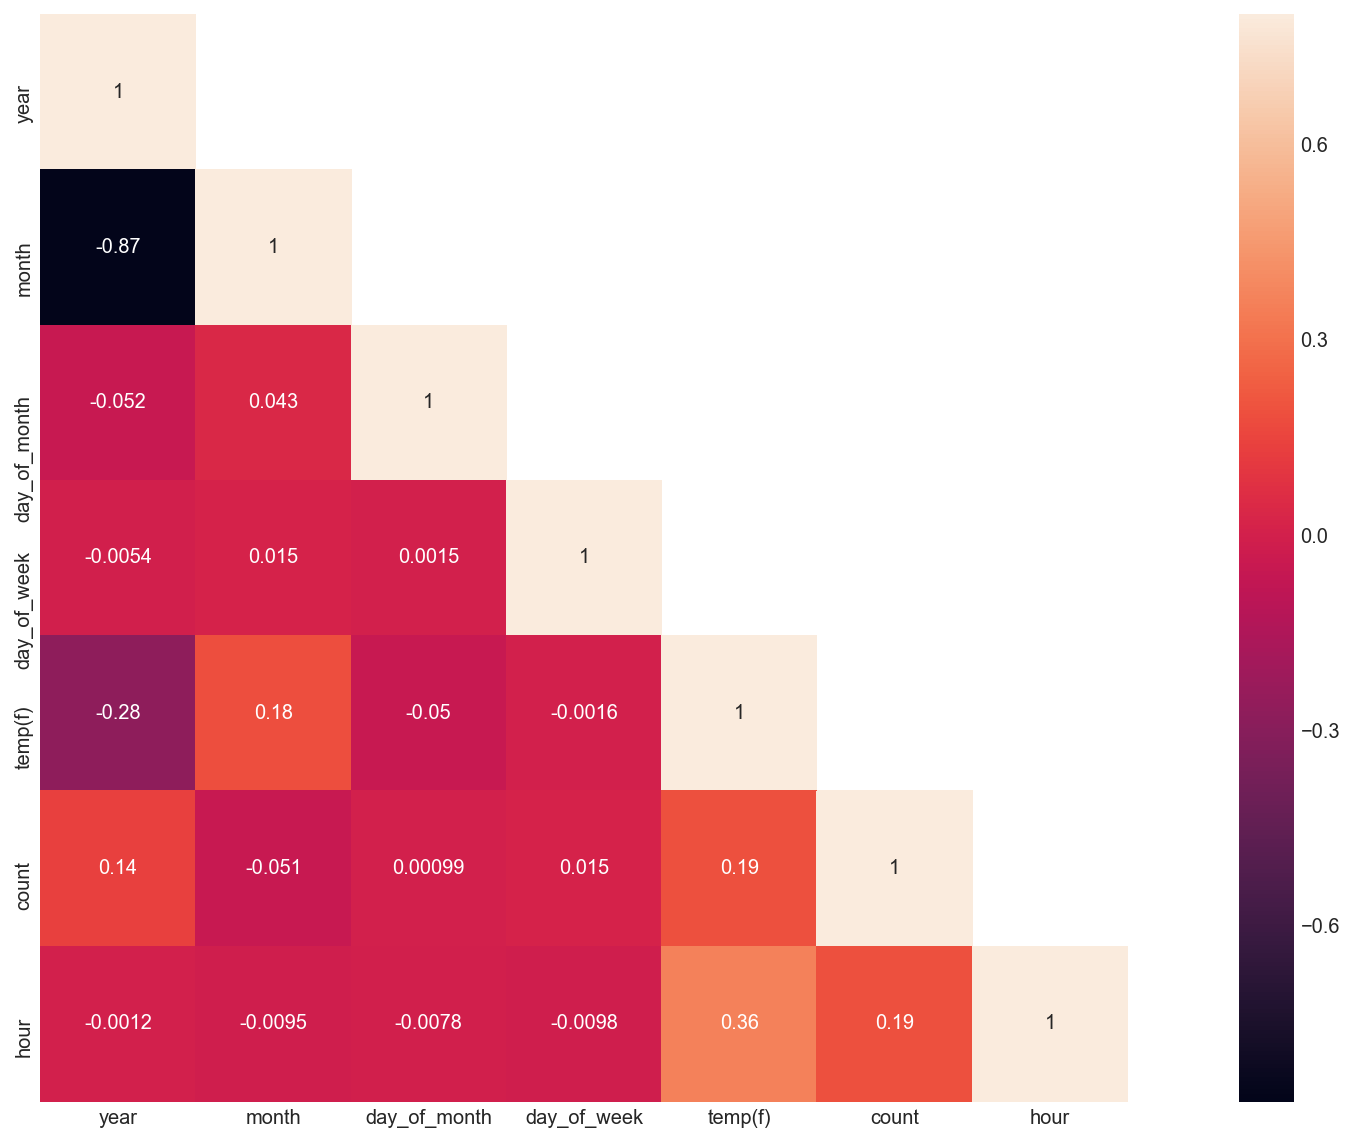 year
1
month
-0.87
1
day_of_month
-0.052
0.043
1
day_of_week
-0.0054
0.015
0.0015
1
temp(f)
-0.28
0.18
-0.05
-0.0016
1
count
0.14
-0.051
0.00099
0.015
0.19
1
hour
-0.0012
-0.0095
-0.0078
-0.0098
0.36
0.19
1
year
month
day_of_month
day_of_week
temp(f)
count
hour
0.6
0.3
0.0
−0.3
−0.6